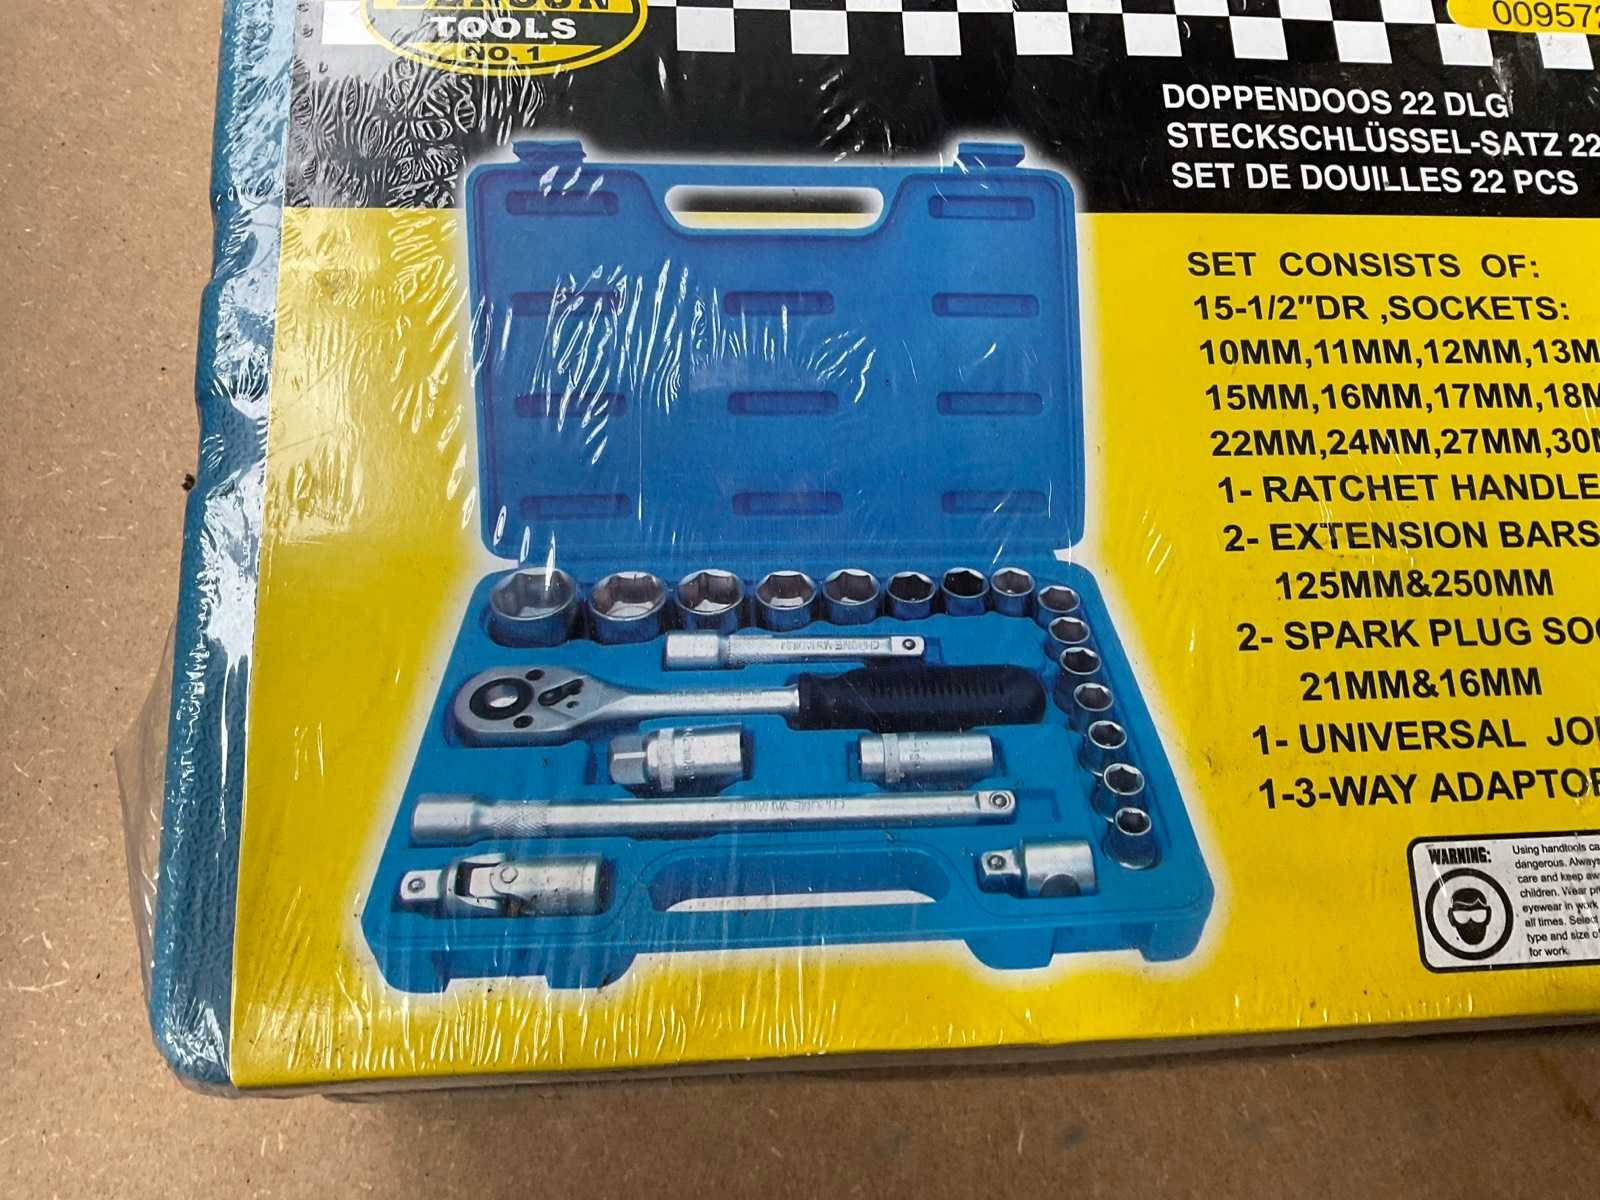 TOOLS
NO.1
00957
DOPPENDOOS 22 DLG
STECKSCHLÜSSEL-SATZ 22
SET DE DOUILLES 22 PCS
SET CONSISTS OF:
15-1/2"DR ,SOCKETS:
10MM,11MM,12MM,13M
15MM,16MM,17MM,18M
22MM,24MM,27MM,30M
1- RATCHET HANDLE
2- EXTENSION BARS
125MM&250MM
2- SPARK PLUG SOC
21MM&16MM
1- UNIVERSAL JOI
1-3-WAY ADAPTOR
WARNING:
Using handtools ca
dangerous. Always
care and keep aw
children. Wear pr
eyewear in work
all times. Select
type and size of
for work.